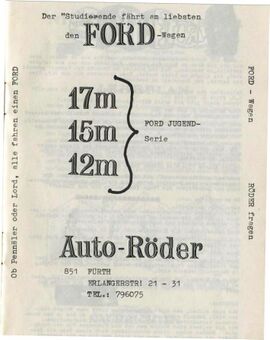 Der "Studierende fährt am liebsten
den FORD-Wagen
17m
15m
12m
FORD JUGEND-
Serie
Ob Pennäler oder Lord, alle fahren einen FORD
FORD - Wagen
RÖDER fragen
Auto-Röder
851 FÜRTH
ERLANGERSTR: 21 - 31
TEL.: 796075